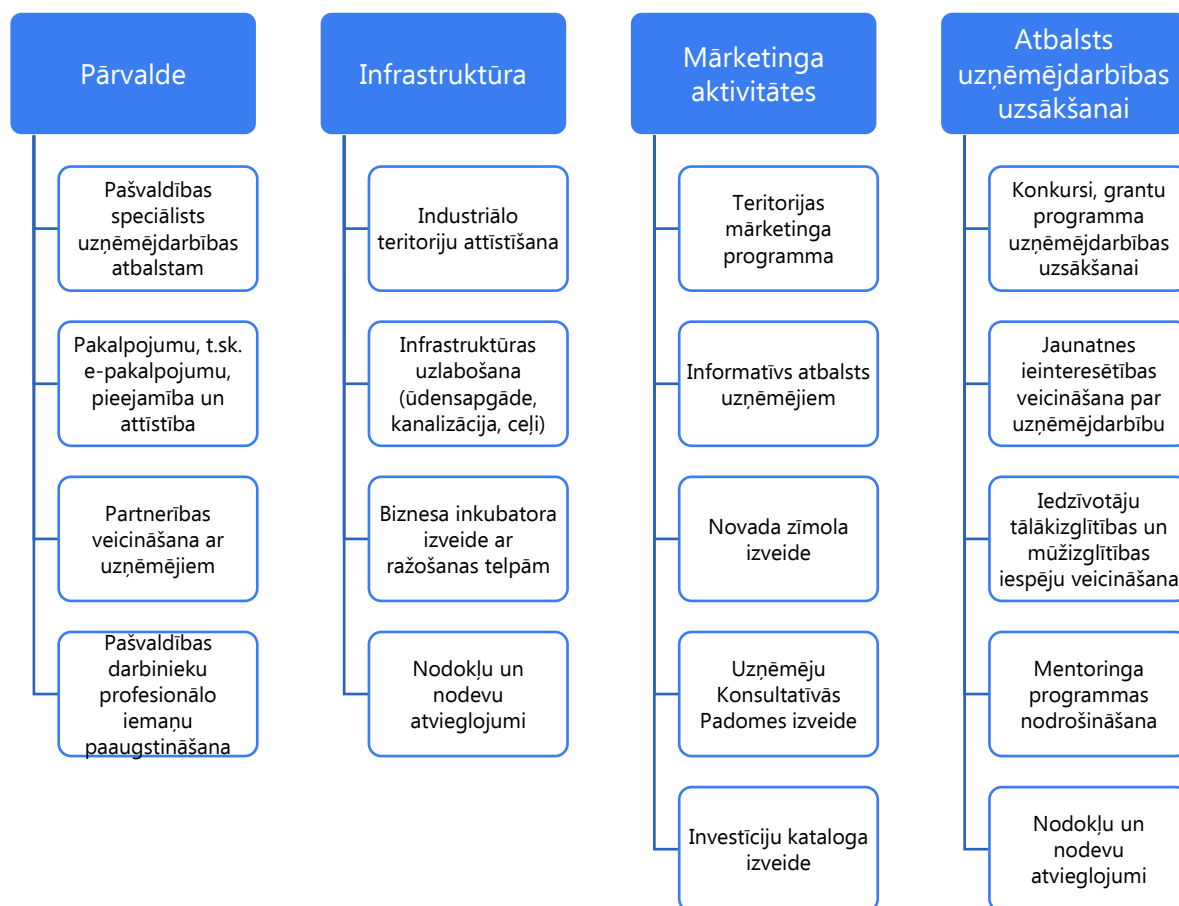 Pārvalde
Pašvaldības
speciālists
uzņēmējdarbības
atbalstam
Pakalpojumu, t.sk.
e-pakalpojumu,
pieejamība un
attīstība
Partnerības
veicināšana ar
uzņēmējiem
Pašvaldības
darbinieku
profesionālo
iemaņu
paaugstināšana
Infrastruktūra
Industriālo
teritoriju attīstīšana
Infrastruktūras
uzlabošana
(ūdensapgāde,
kanalizācija, ceļi)
Biznesa inkubatora
izveide ar
ražošanas telpām
Nodokļu un
nodevu
atvieglojumi
Mārketinga
aktivitātes
Teritorijas
mārketinga
programma
Informatīvs atbalsts
uzņēmējiem
Novada zīmola
izveide
Uzņēmēju
Konsultatīvās
Padomes izveide
Investīciju kataloga
izveide
Atbalsts
uzņēmējdarbības
uzsākšanai
Konkursi, grantu
programma
uzņēmējdarbības
uzsākšanai
Jaunatnes
ieinteresētības
veicināšana par
uzņēmējdarbību
Iedzīvotāju
tālākizglītības un
mūžizglītības
iespēju veicināšana
Mentoringa
programmas
nodrošināšana
Nodokļu un
nodevu
atvieglojumi